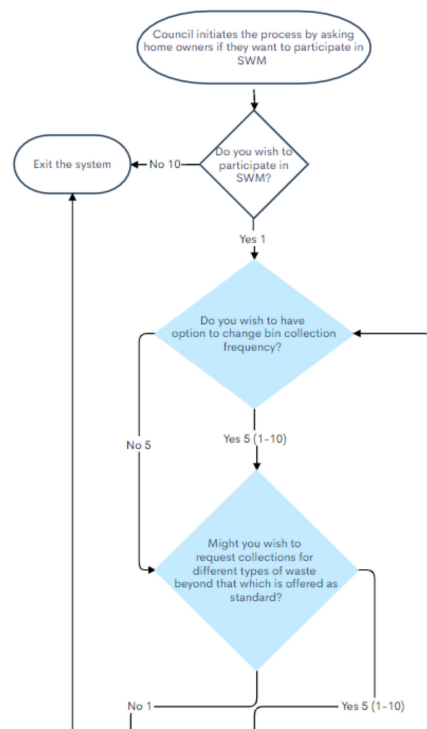 Council initiates the process by asking
home owners if they want to participate in
SWM
Do you wish to
participate in
SWM?
Exit the system
No 10
Yes 1
Do you wish to have
option to change bin collection
frequency?
No 5
Yes 5 (1-10)
Might you wish to
request collections for
different types of waste
beyond that which is offered as
standard?
No 1
Yes 5 (1-10)